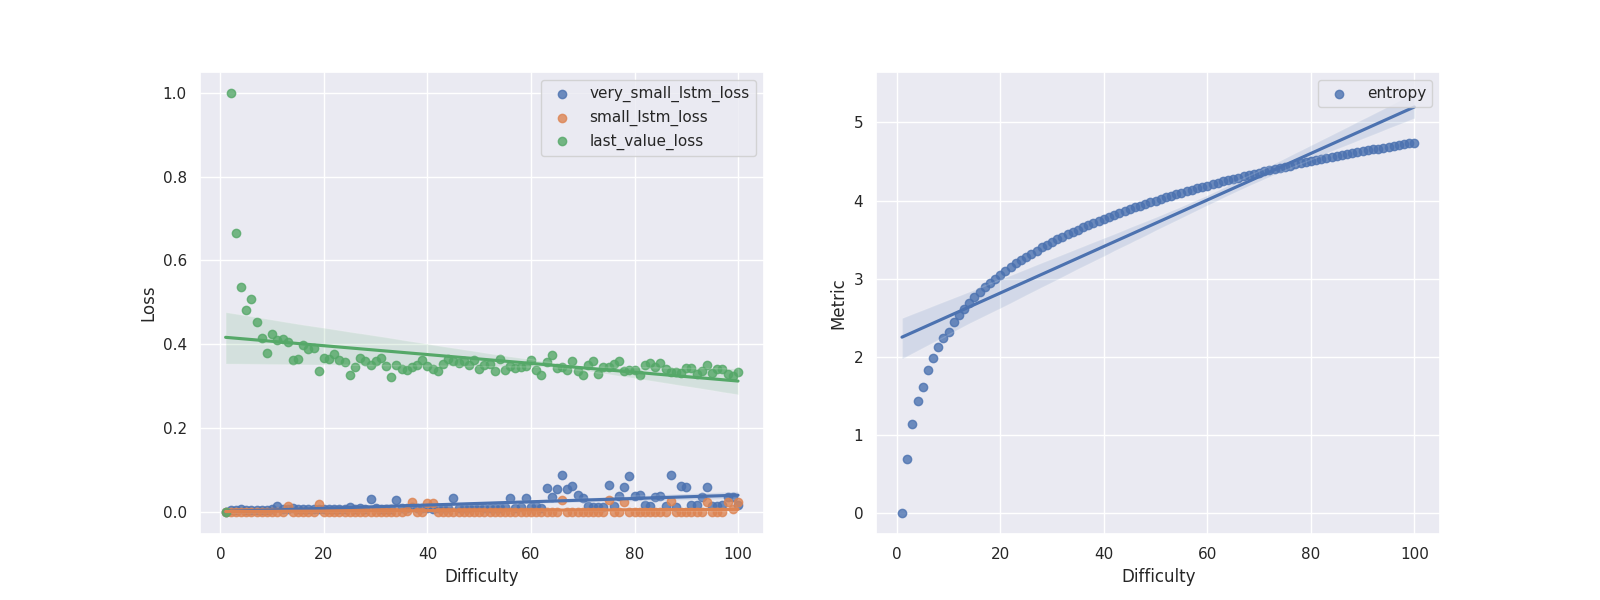 1.0
0.8
0.6
0.4
0.2
0.0
Loss
0 20 40 60 80 100
Difficulty
very_small_lstm_loss
small_lstm_loss
last_value_loss
5
4
3
2
1
0
Metric
0 20 40 60 80 100
Difficulty
entropy